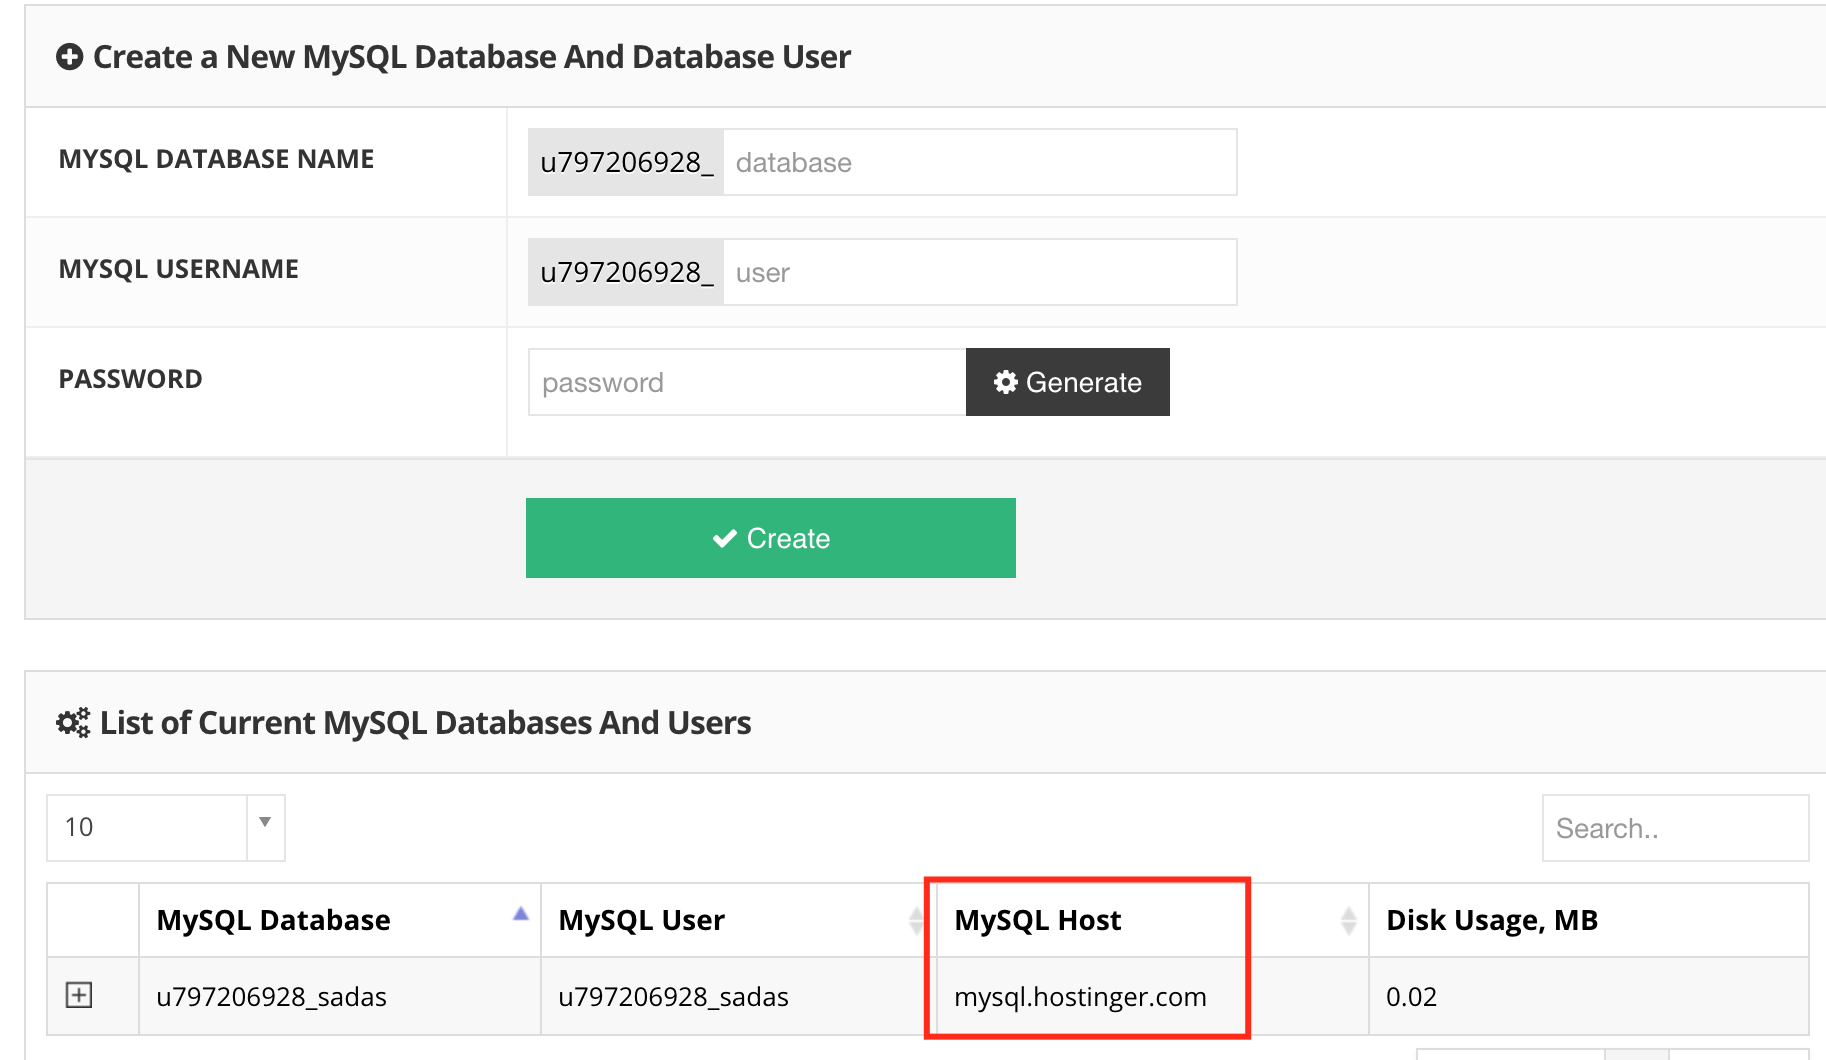 Create a New MySQL Database And Database User
MYSQL DATABASE NAME
u797206928_ database
MYSQL USERNAME
u797206928_ user
PASSWORD
password Generate
Create
List of Current MySQL Databases And Users
10
Search..
MySQL Database MySQL User MySQL Host Disk Usage, MB
u797206928_sadas u797206928_sadas mysql.hostinger.com 0.02